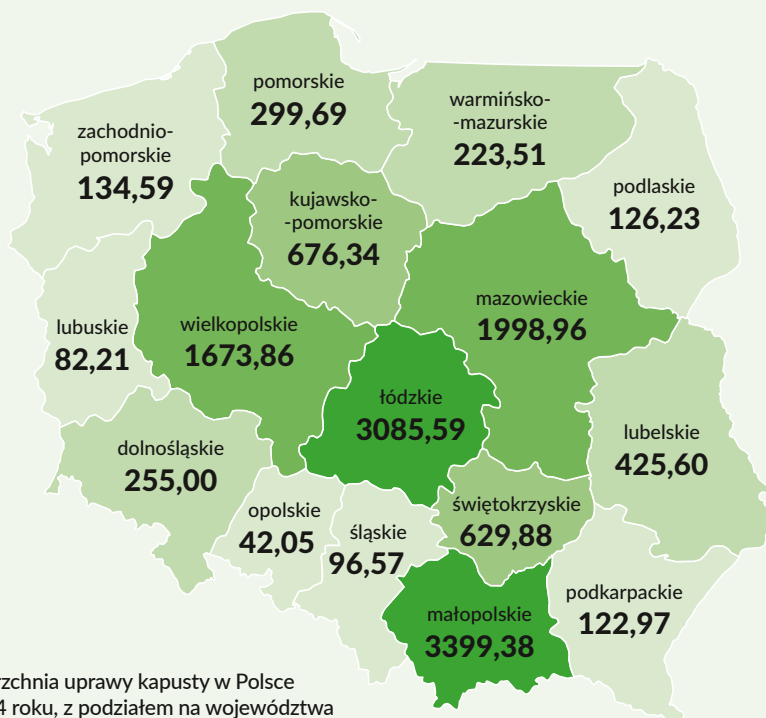 pomorskie
299,69
warmińsko-
-mazurskie
223,51
zachodnio-
pomorskie
134,59
podlaskie
126,23
kujawsko-
-pomorskie
676,34
mazowieckie
1998,96
lubuskie
82,21
wielkopolskie
1673,86
łódzkie
3085,59
lubelskie
425,60
dolnośląskie
255,00
świętokrzyskie
629,88
opolskie
42,05
śląskie
96,57
podkarpackie
122,97
małopolskie
3399,38
uprawy kapusty w Polsce
roku, z podziałem na województwa